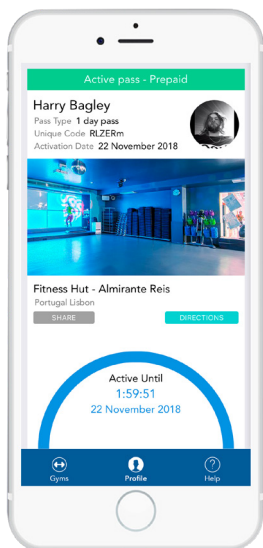 Active pass - Prepaid
Harry Bagley
Pass Type 1 day pass
Unique Code RLZERm
Activation Date 22 November 2018
Fitness Hut - Almirante Reis
Portugal Lisbon
SHARE DIRECTIONS
Active Until
1:59:51
22 November 2018
Gyms Profile Help